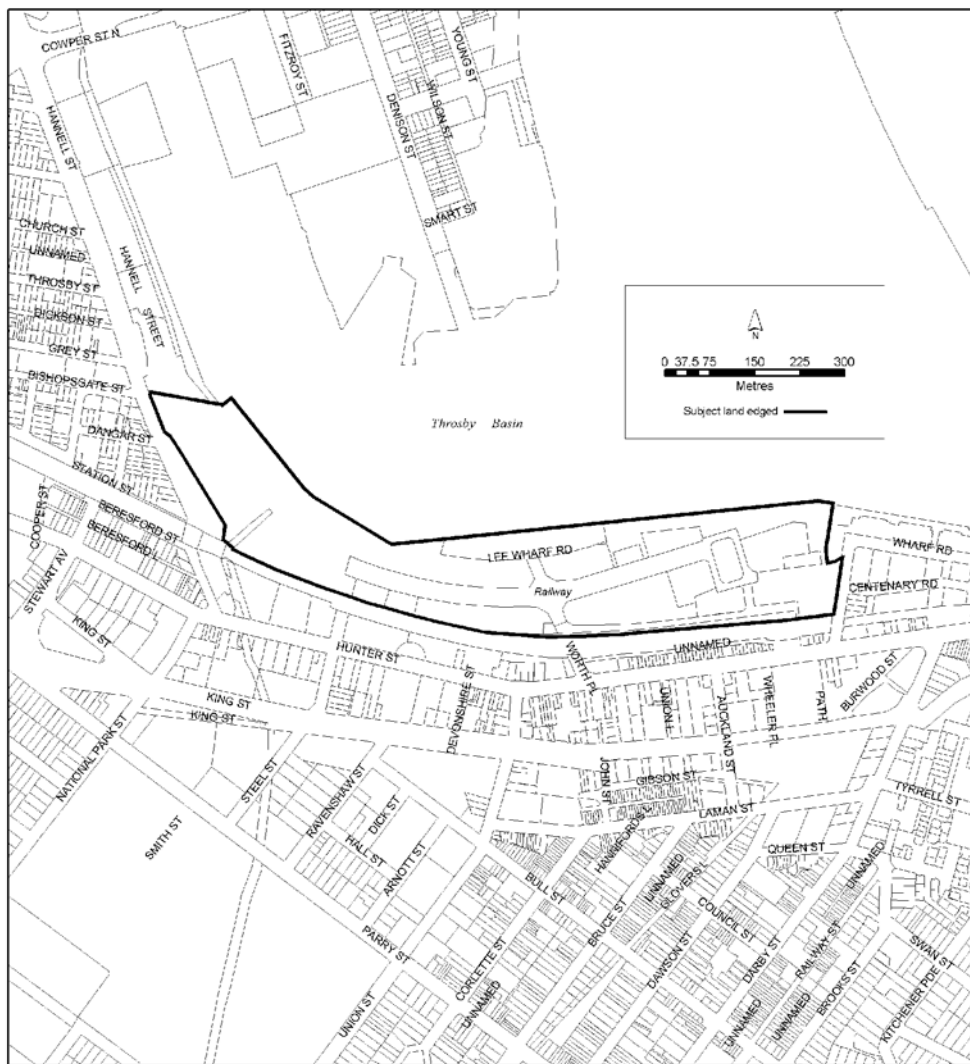 COWPER ST N
FITZROY ST
YOUNG ST
WILSON ST
DENISON ST
HANNELL ST
SMART ST
CHURCH ST
UNNAMED
THROSBY ST
DICKSON ST
GREY ST
BISHOPSGATE ST
HANNELL STREET
N
0 37.5 75 150 225 300
Metres
Subject land edged
Throsby Basin
DANGAR ST
STATION ST
COOPER ST
BERESFORD ST
BERESFORD L
STEWART AV
KING ST
LEE WHARF RD
Railway
WHARF RD
CENTENARY RD
HUNTER ST
UNNAMED
WORTH PL
DEVONSHIRE ST
UNION L
AUCKLAND ST
WHEELER PL
PATH
BURWOOD ST
KING ST
KING ST
NATIONAL PARK ST
STEEL ST
RAVENSHAW ST
DICK ST
JOHN ST
GIBSON ST
LAMAN ST
TYRRELL ST
SMITH ST
HALL ST
ARNOTT ST
HANNIFORD ST
QUEEN ST
UNNAMED
UNNAMED
GLOVER ST
BULL ST
BRUCE ST
COUNCIL ST
PARRY ST
CORLETTE ST
DAWSON ST
DARBY ST
RAILWAY ST
SWAN ST
UNION ST
UNNAMED
UNNAMED
UNNAMED
BROOKS ST
KITCHENER PDE